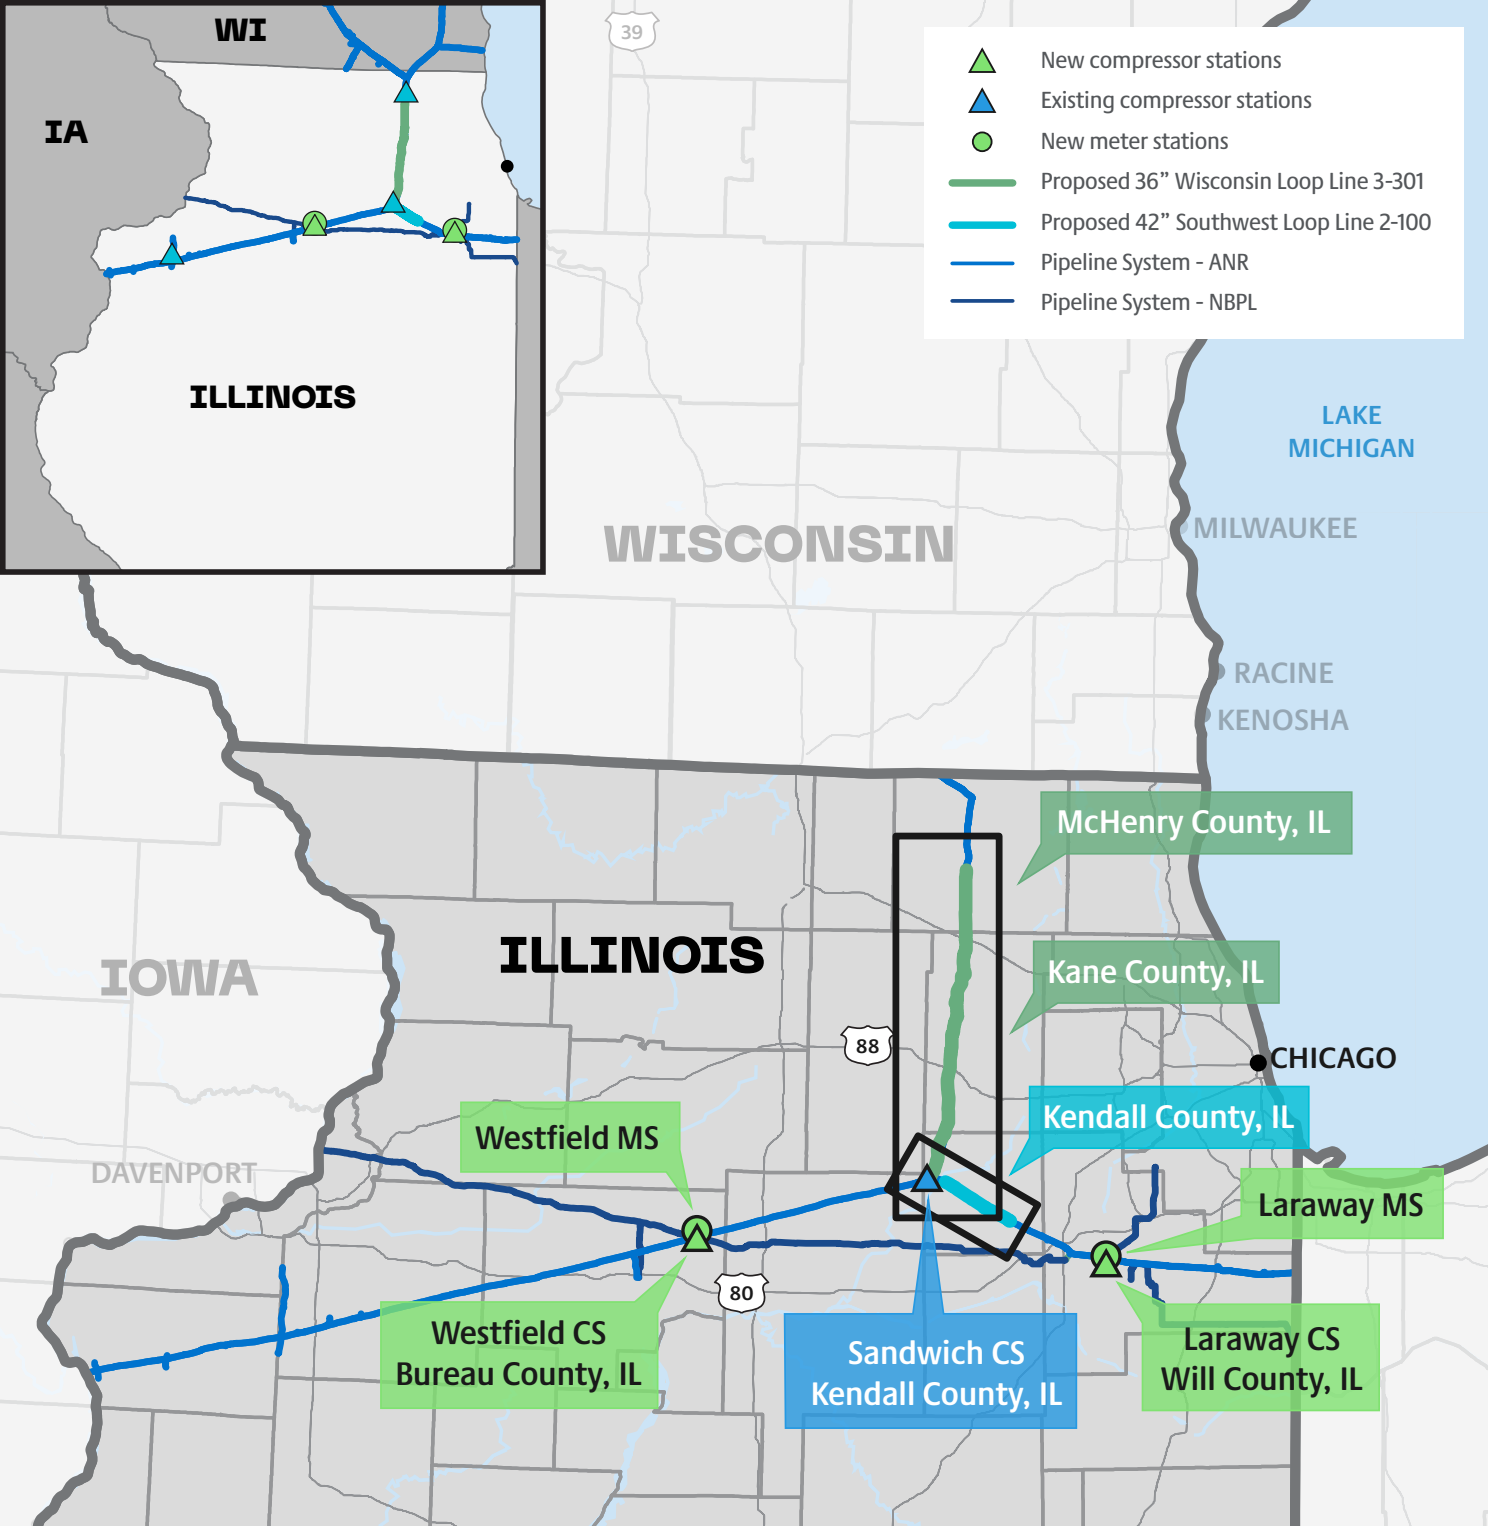 WI
IA
ILLINOIS
39
New compressor stations
Existing compressor stations
New meter stations
Proposed 36” Wisconsin Loop Line 3-301
Proposed 42” Southwest Loop Line 2-100
Pipeline System - ANR
Pipeline System - NBPL
LAKE
MICHIGAN
WISCONSIN
MILWAUKEE
RACINE
KENOSHA
McHenry County, IL
ILLINOIS
IOWA
Kane County, IL
88
CHICAGO
Kendall County, IL
Westfield MS
DAVENPORT
Laraway MS
80
Westfield CS
Bureau County, IL
Sandwich CS
Kendall County, IL
Laraway CS
Will County, IL